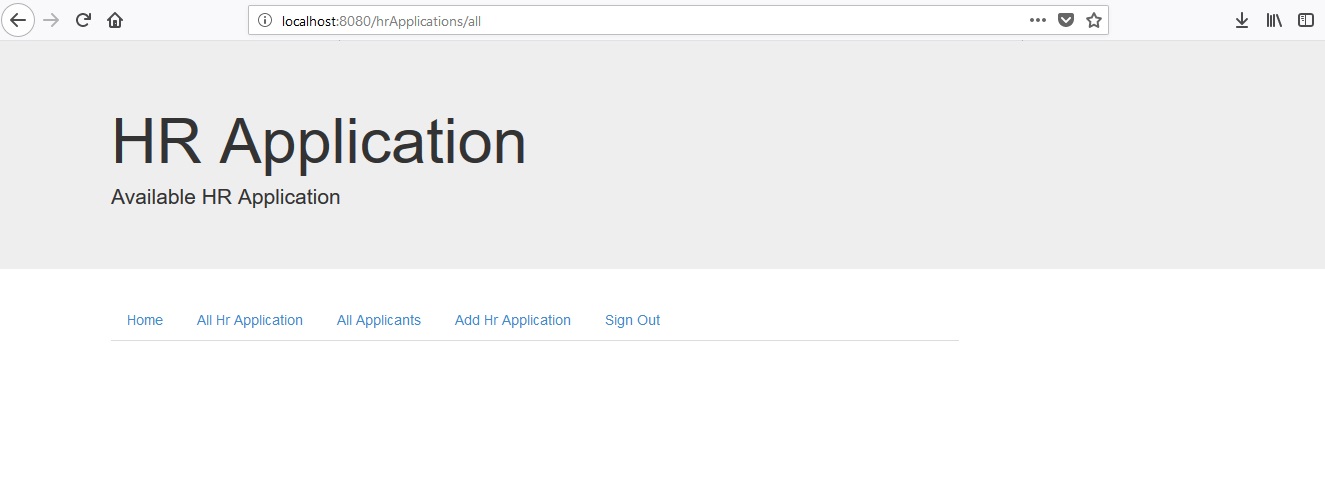 localhost:8080/hrApplications/all
HR Application
Available HR Application
Home All Hr Application All Applicants Add Hr Application Sign Out